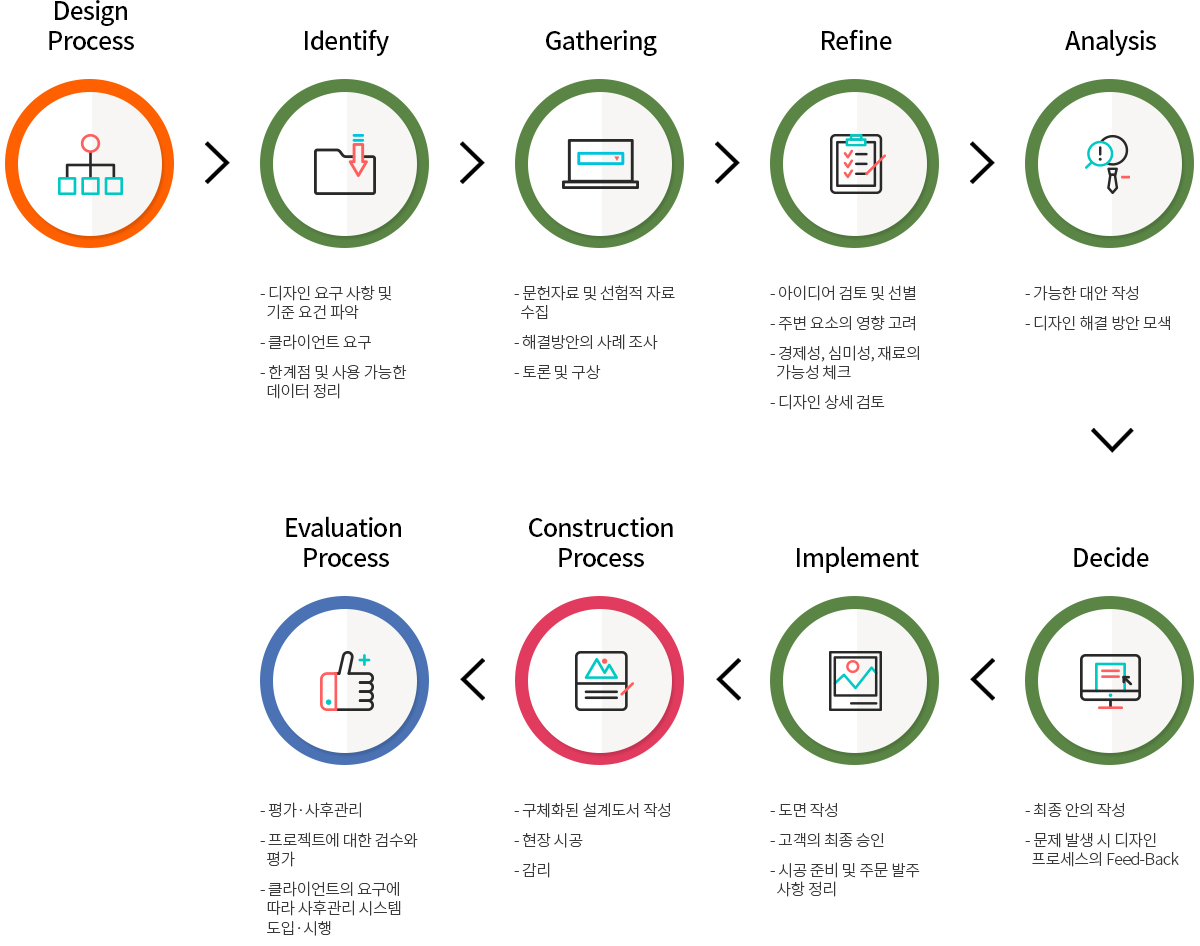 Design
Process
Identify
Gathering
Refine
Analysis
- 디자인 요구 사항 및
기준 요건 파악
- 클라이언트 요구
- 한계점 및 사용 가능한
데이터 정리
- 문헌자료 및 선험적 자료
수집
- 해결방안의 사례 조사
- 토론 및 구상
- 아이디어 검토 및 선별
- 주변 요소의 영향 고려
- 경제성, 심미성, 재료의
가능성 체크
- 디자인 상세 검토
- 가능한 대안 작성
- 디자인 해결 방안 모색
Evaluation
Process
Construction
Process
Implement
Decide
- 평가·사후관리
- 프로젝트에 대한 검수와
평가
- 클라이언트의 요구에
따라 사후관리 시스템
도입·시행
- 구체화된 설계도서 작성
- 현장 시공
- 감리
- 도면 작성
- 고객의 최종 승인
- 시공 준비 및 주문 발주
사항 정리
- 최종 안의 작성
- 문제 발생 시 디자인
프로세스의 Feed-Back